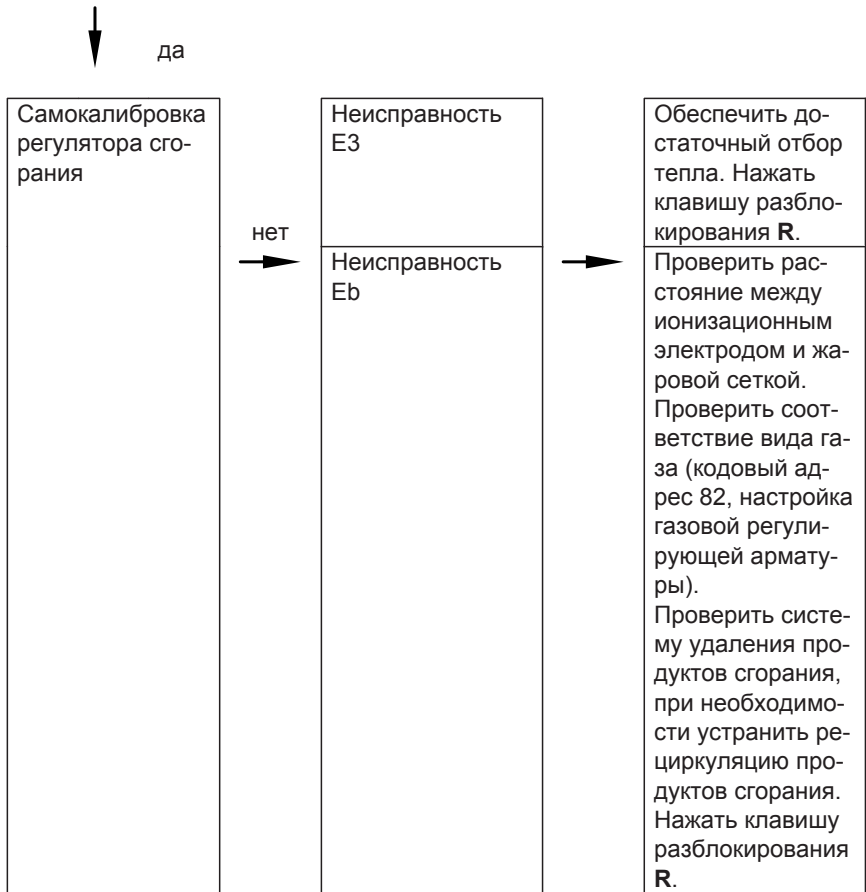 да
Самокалибровка
регулятора сго-
рания
нет
Неисправность
E3
Обеспечить до-
статочный отбор
тепла. Нажать
клавишу разбло-
кирования R.
Неисправность
Eb
Проверить рас-
стояние между
ионизационным
электродом и жа-
ровой сеткой.
Проверить соот-
ветствие вида га-
за (кодовый ад-
рес 82, настройка
газовой регули-
рующей армату-
ры).
Проверить систе-
му удаления про-
дуктов сгорания,
при необходимо-
сти устранить ре-
циркуляцию про-
дуктов сгорания.
Нажать клавишу
разблокирования
R.